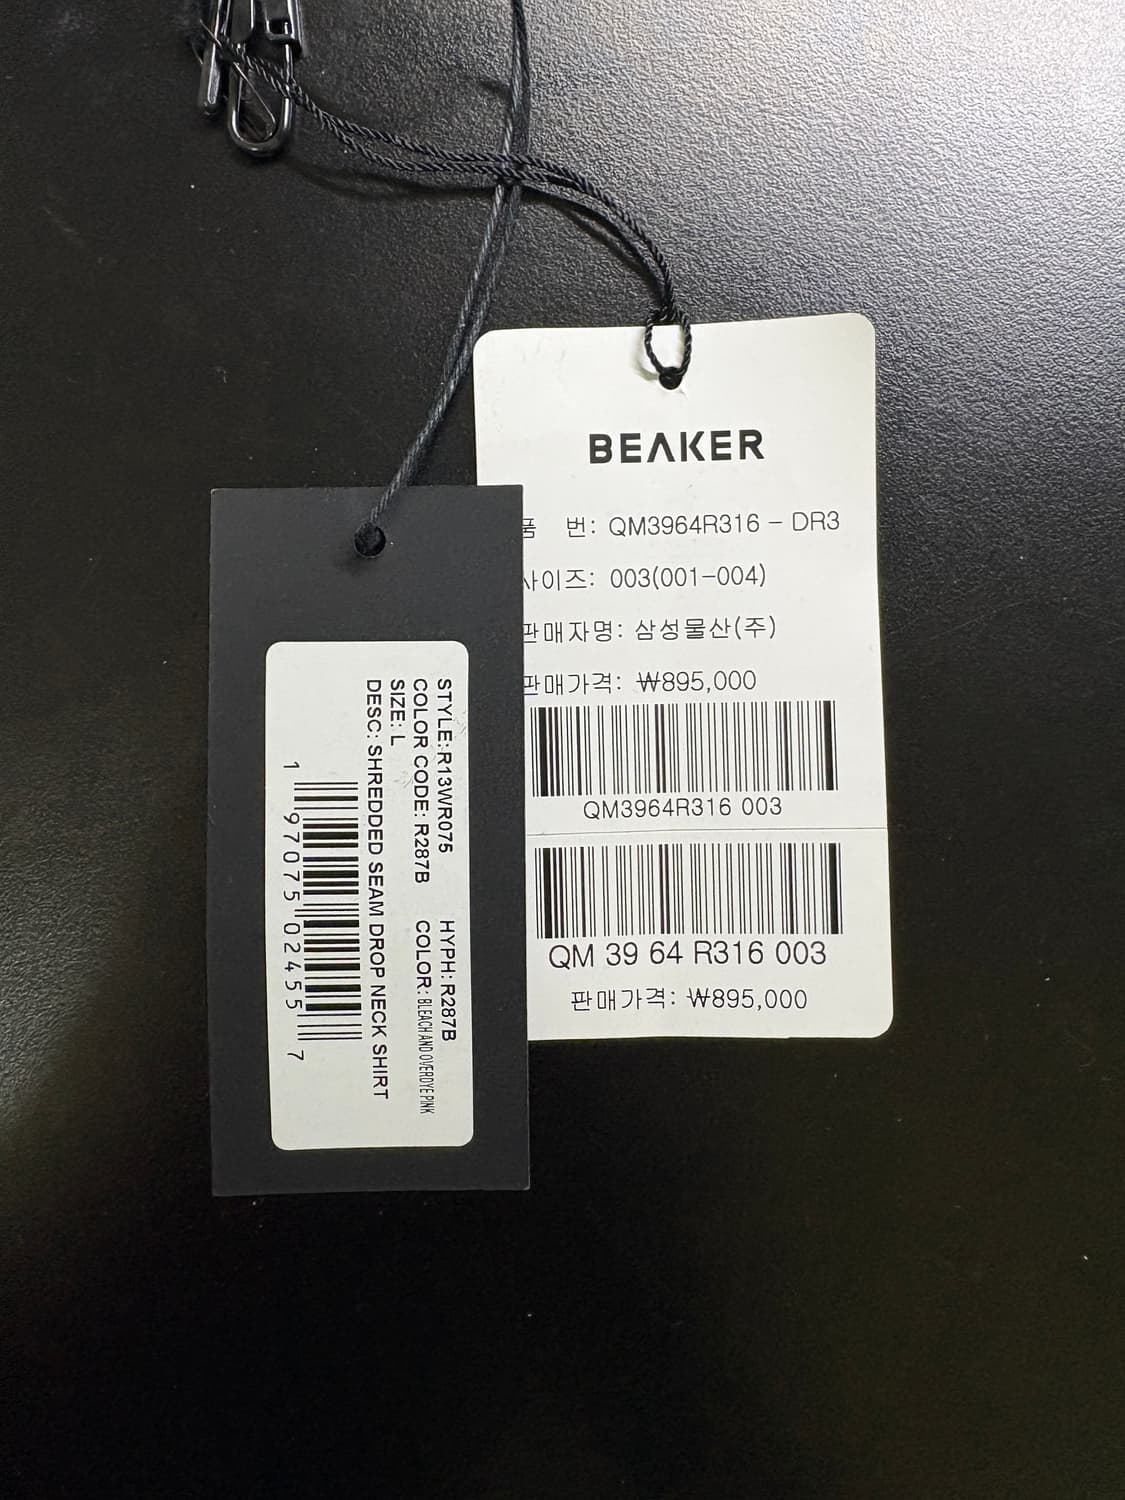 BEAKER
품 번: QM3964R316 - DR3
사이즈: 003(001-004)
판매자명: 삼성물산(주)
판매가격: ₩895,000
QM3964R316 003
QM 39 64 R316 003
판매가격: ₩895,000
STYLE:R13WR075 HYPH:R287B
COLOR CODE: R287B COLOR: BLEACH AND OVERDYE PINK
SIZE: L
DESC: SHREDDED SEAM DROP NECK SHIRT
1 97075 02455 7